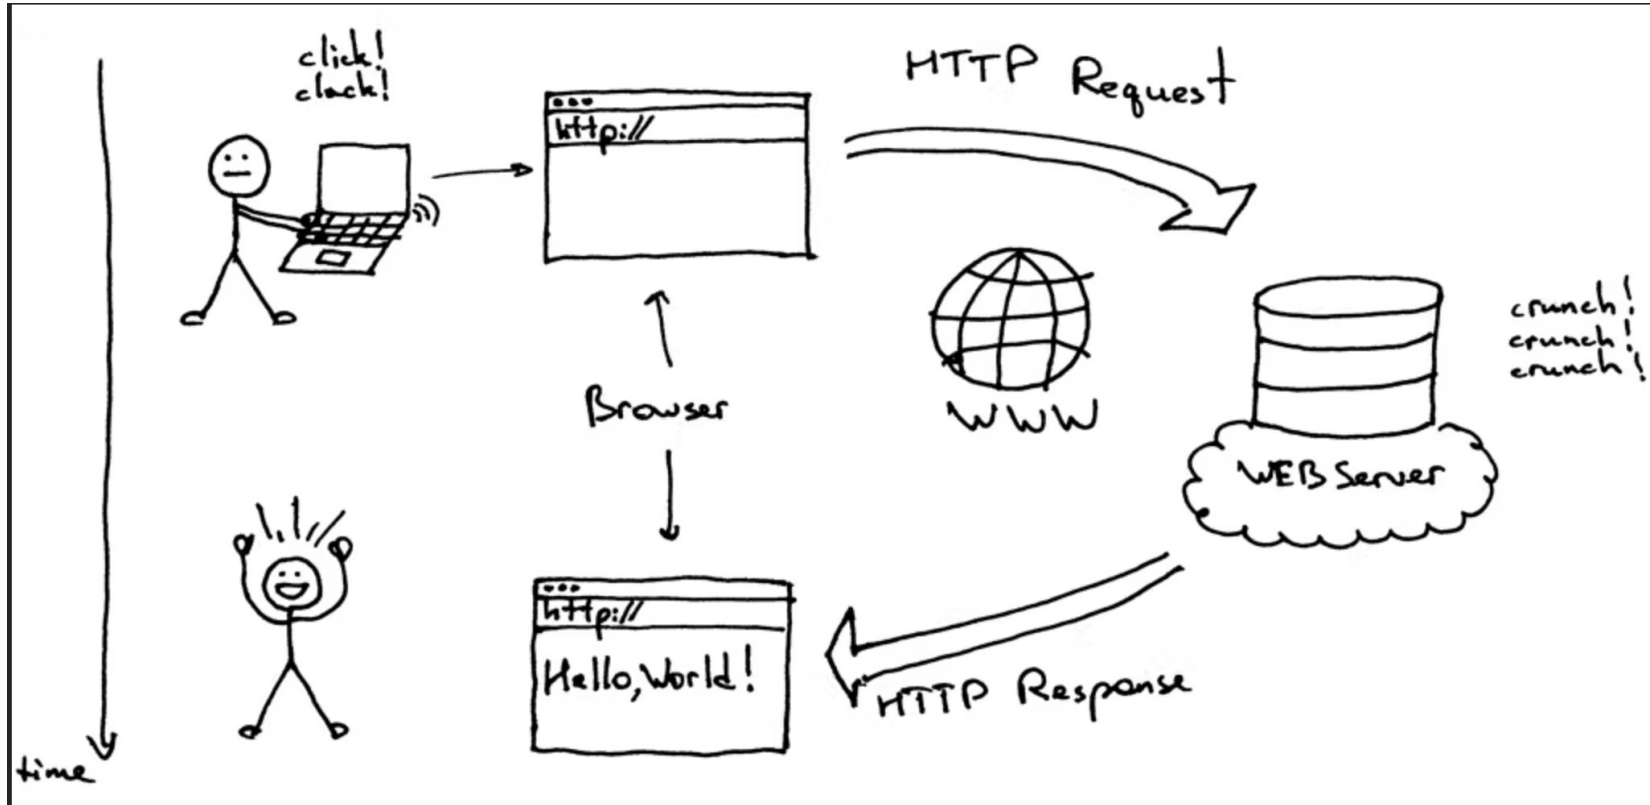 click!
clack!
HTTP Request
http://
crunch!
crunch!
crunch!
Browser
WWW
WEB Server
http://
Hello, World!
HTTP Response
time